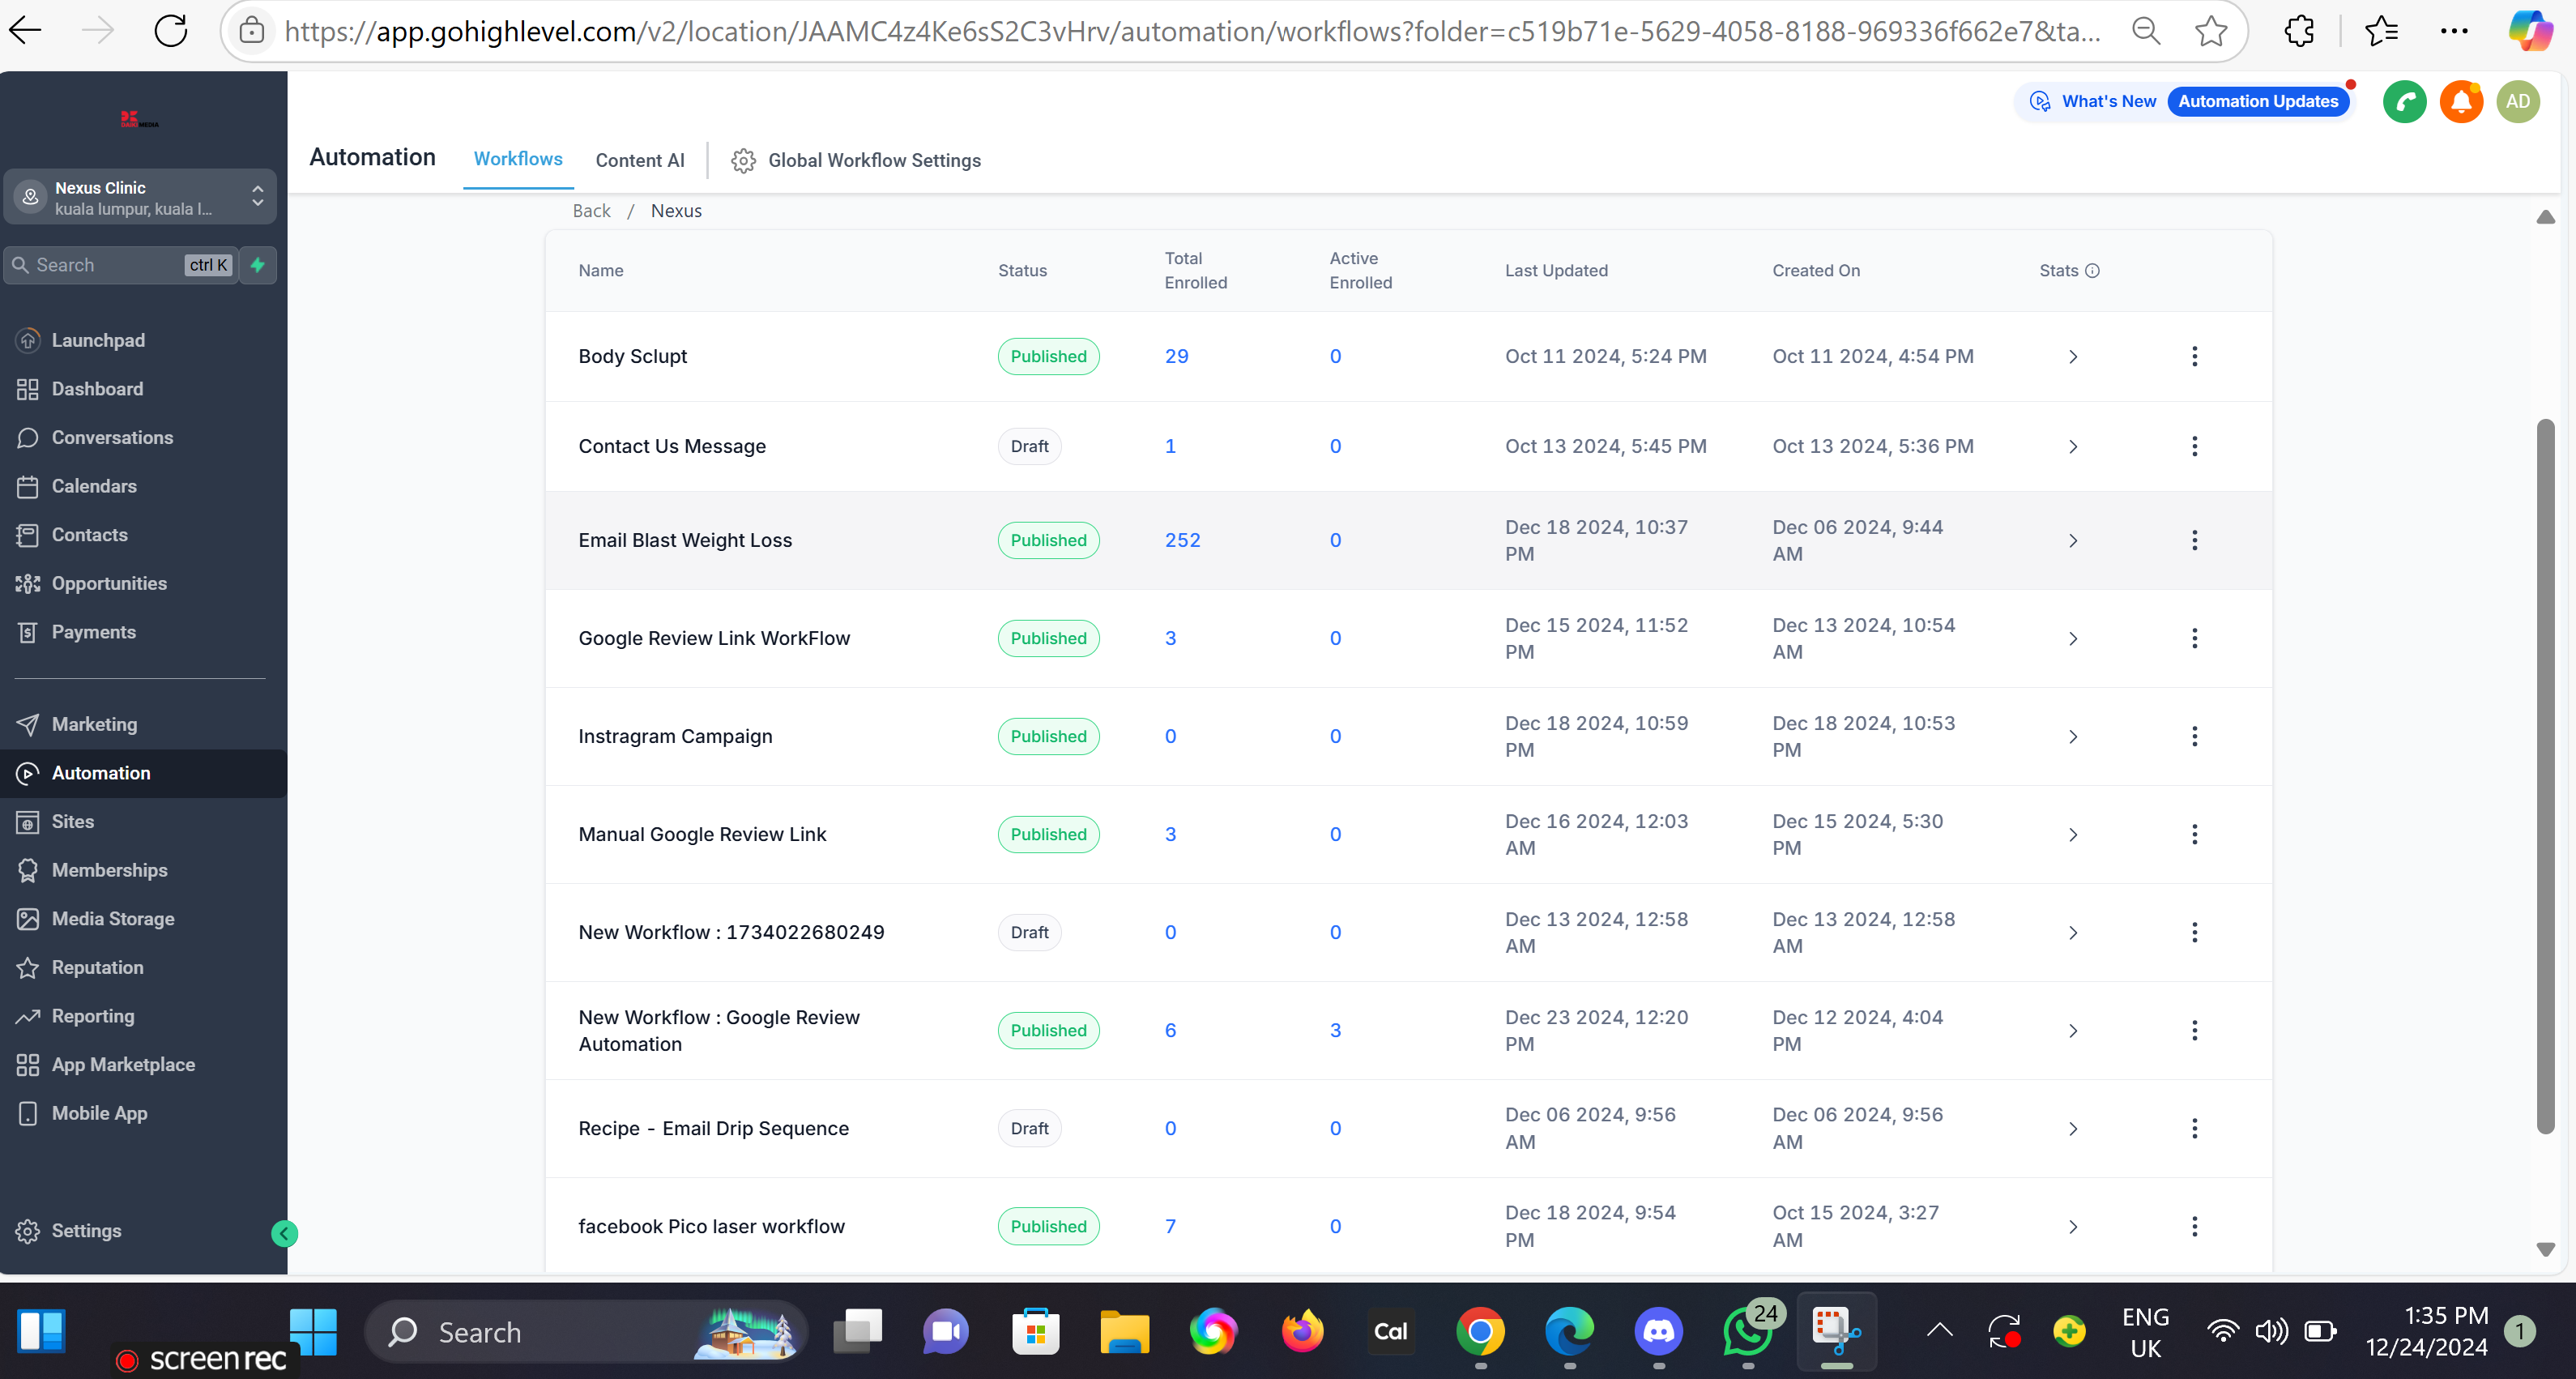 https://app.gohighlevel.com/v2/location/JAAMC4z4Ke6sS2C3vHrv/automation/workflows?folder=c519b71e-5629-4058-8188-969336f662e7&ta...
What's New Automation Updates AD
MEDIA
Automation Workflows Content AI Global Workflow Settings
Nexus Clinic
kuala lumpur, kuala l...
Search ctrl K
Launchpad
Dashboard
Conversations
Calendars
Contacts
Opportunities
Payments
Marketing
Automation
Sites
Memberships
Media Storage
Reputation
Reporting
App Marketplace
Mobile App
Settings
Back / Nexus
Name Status Total Enrolled Active Enrolled Last Updated Created On Stats
Body Sclupt Published 29 0 Oct 11 2024, 5:24 PM Oct 11 2024, 4:54 PM
Contact Us Message Draft 1 0 Oct 13 2024, 5:45 PM Oct 13 2024, 5:36 PM
Email Blast Weight Loss Published 252 0 Dec 18 2024, 10:37 PM Dec 06 2024, 9:44 AM
Google Review Link WorkFlow Published 3 0 Dec 15 2024, 11:52 PM Dec 13 2024, 10:54 AM
Instragram Campaign Published 0 0 Dec 18 2024, 10:59 PM Dec 18 2024, 10:53 PM
Manual Google Review Link Published 3 0 Dec 16 2024, 12:03 AM Dec 15 2024, 5:30 PM
New Workflow : 1734022680249 Draft 0 0 Dec 13 2024, 12:58 AM Dec 13 2024, 12:58 AM
New Workflow : Google Review Automation Published 6 3 Dec 23 2024, 12:20 PM Dec 12 2024, 4:04 PM
Recipe - Email Drip Sequence Draft 0 0 Dec 06 2024, 9:56 AM Dec 06 2024, 9:56 AM
facebook Pico laser workflow Published 7 0 Dec 18 2024, 9:54 PM Oct 15 2024, 3:27 AM
screenrec
Search
Cal
24
ENG
UK
1:35 PM
12/24/2024
1